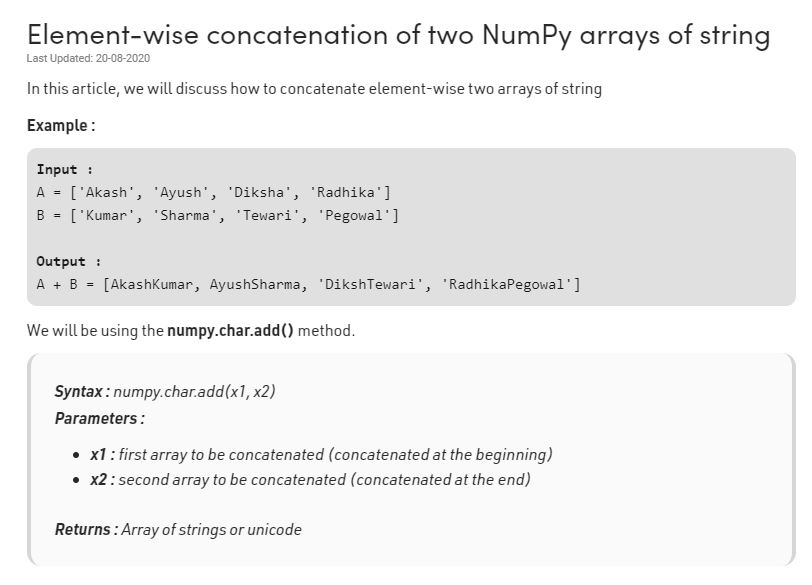 Element-wise concatenation of two NumPy arrays of string
Last Updated: 20-08-2020
In this article, we will discuss how to concatenate element-wise two arrays of string
Example :
Input :
A = ['Akash', 'Ayush', 'Diksha', 'Radhika']
B = ['Kumar', 'Sharma', 'Tewari', 'Pegowal']
Output :
A + B = [AkashKumar, AyushSharma, 'DikshTewari', 'RadhikaPegowal']
We will be using the numpy.char.add() method.
Syntax : numpy.char.add(x1, x2)
Parameters :
• x1 : first array to be concatenated (concatenated at the beginning)
• x2 : second array to be concatenated (concatenated at the end)
Returns : Array of strings or unicode